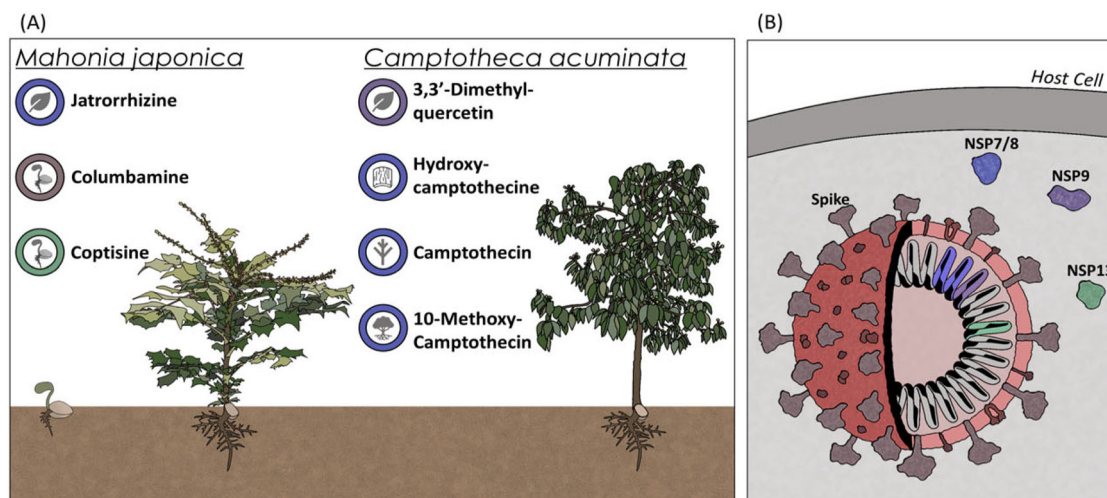 (A)
Mahonia japonica
Jatrorrhizine
Columbamine
Coptisine
Camptotheca acuminata
3,3'-Dimethyl-
quercetin
Hydroxy-
camptothecine
Camptothecin
10-Methoxy-
Camptothecin
(B)
Host Cell
NSP7/8
NSP9
Spike